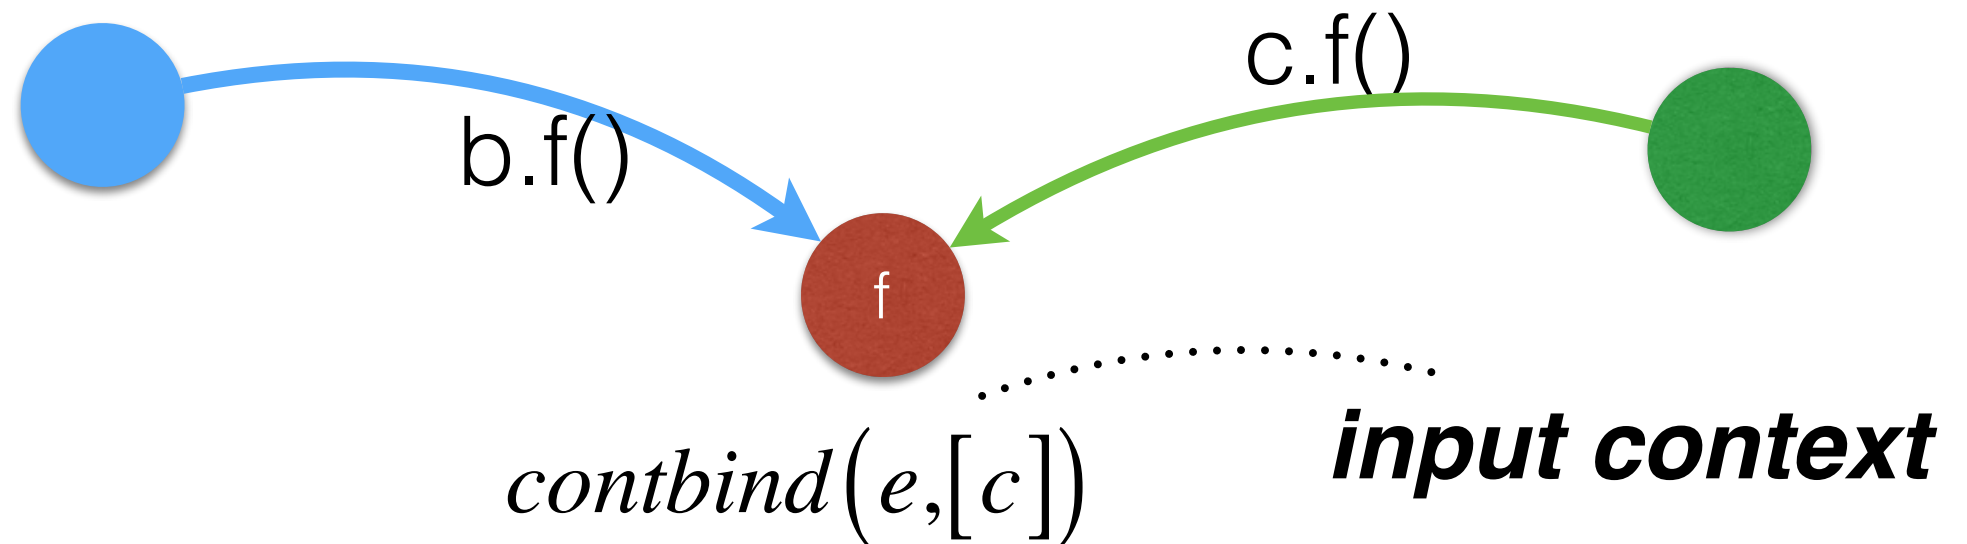 c.f()
b.f()
f
input context
contbind(e,[c])